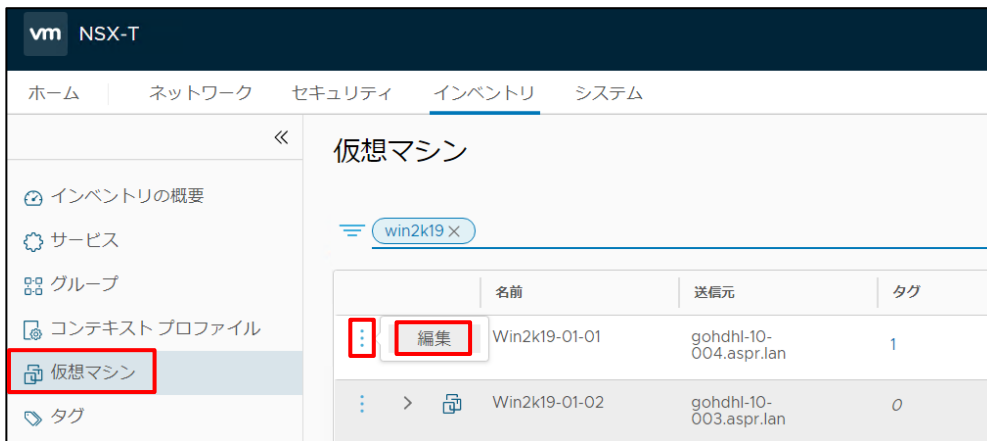 vm NSX-T
ホーム ネットワーク セキュリティ インベントリ システム
«
仮想マシン
インベントリの概要
サービス
グループ
コンテキスト プロファイル
仮想マシン
タグ
win2k19 ×
名前 送信元 タグ
編集 Win2k19-01-01 gohdhl-10-
004.aspr.lan 1
Win2k19-01-02 gohdhl-10-
003.aspr.lan 0